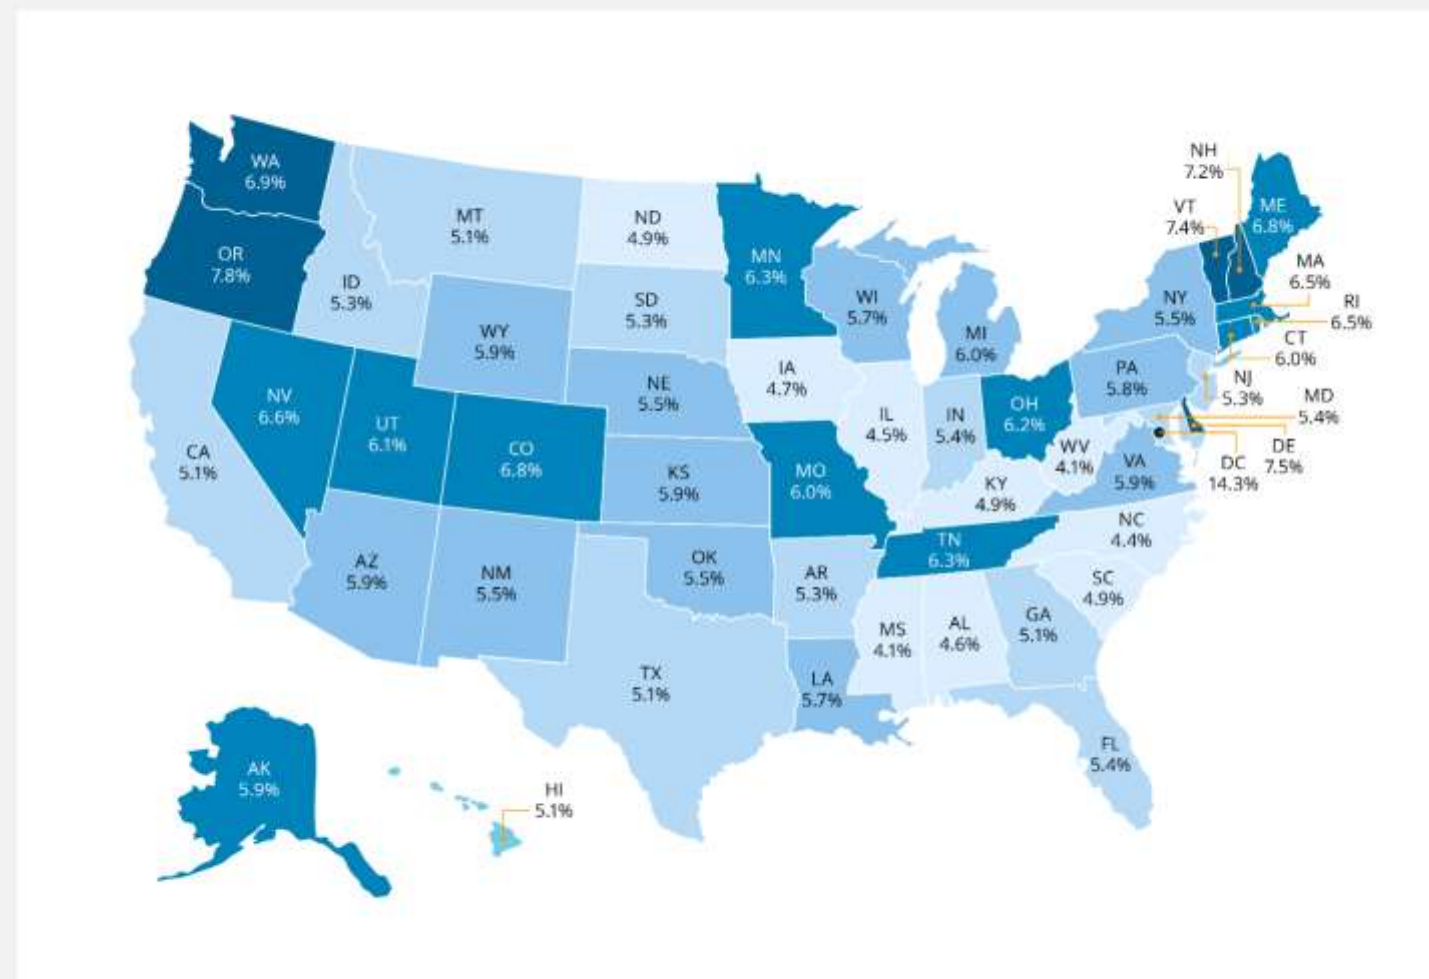 WA
6.9%
OR
7.8%
MT
5.1%
ID
5.3%
ND
4.9%
SD
5.3%
WY
5.9%
MN
6.3%
WI
5.7%
MI
6.0%
NH
7.2%
VT
7.4%
ME
6.8%
MA
6.5%
RI
6.5%
CT
6.0%
NY
5.5%
PA
5.8%
NJ
5.3%
MD
5.4%
DE
7.5%
DC
14.3%
NV
6.6%
UT
6.1%
CO
6.8%
CA
5.1%
NE
5.5%
KS
5.9%
IA
4.7%
MO
6.0%
IL
4.5%
IN
5.4%
OH
6.2%
WV
4.1%
VA
5.9%
KY
4.9%
NC
4.4%
TN
6.3%
SC
4.9%
AZ
5.9%
NM
5.5%
OK
5.5%
AR
5.3%
TX
5.1%
LA
5.7%
MS
4.1%
AL
4.6%
GA
5.1%
FL
5.4%
AK
5.9%
HI
5.1%